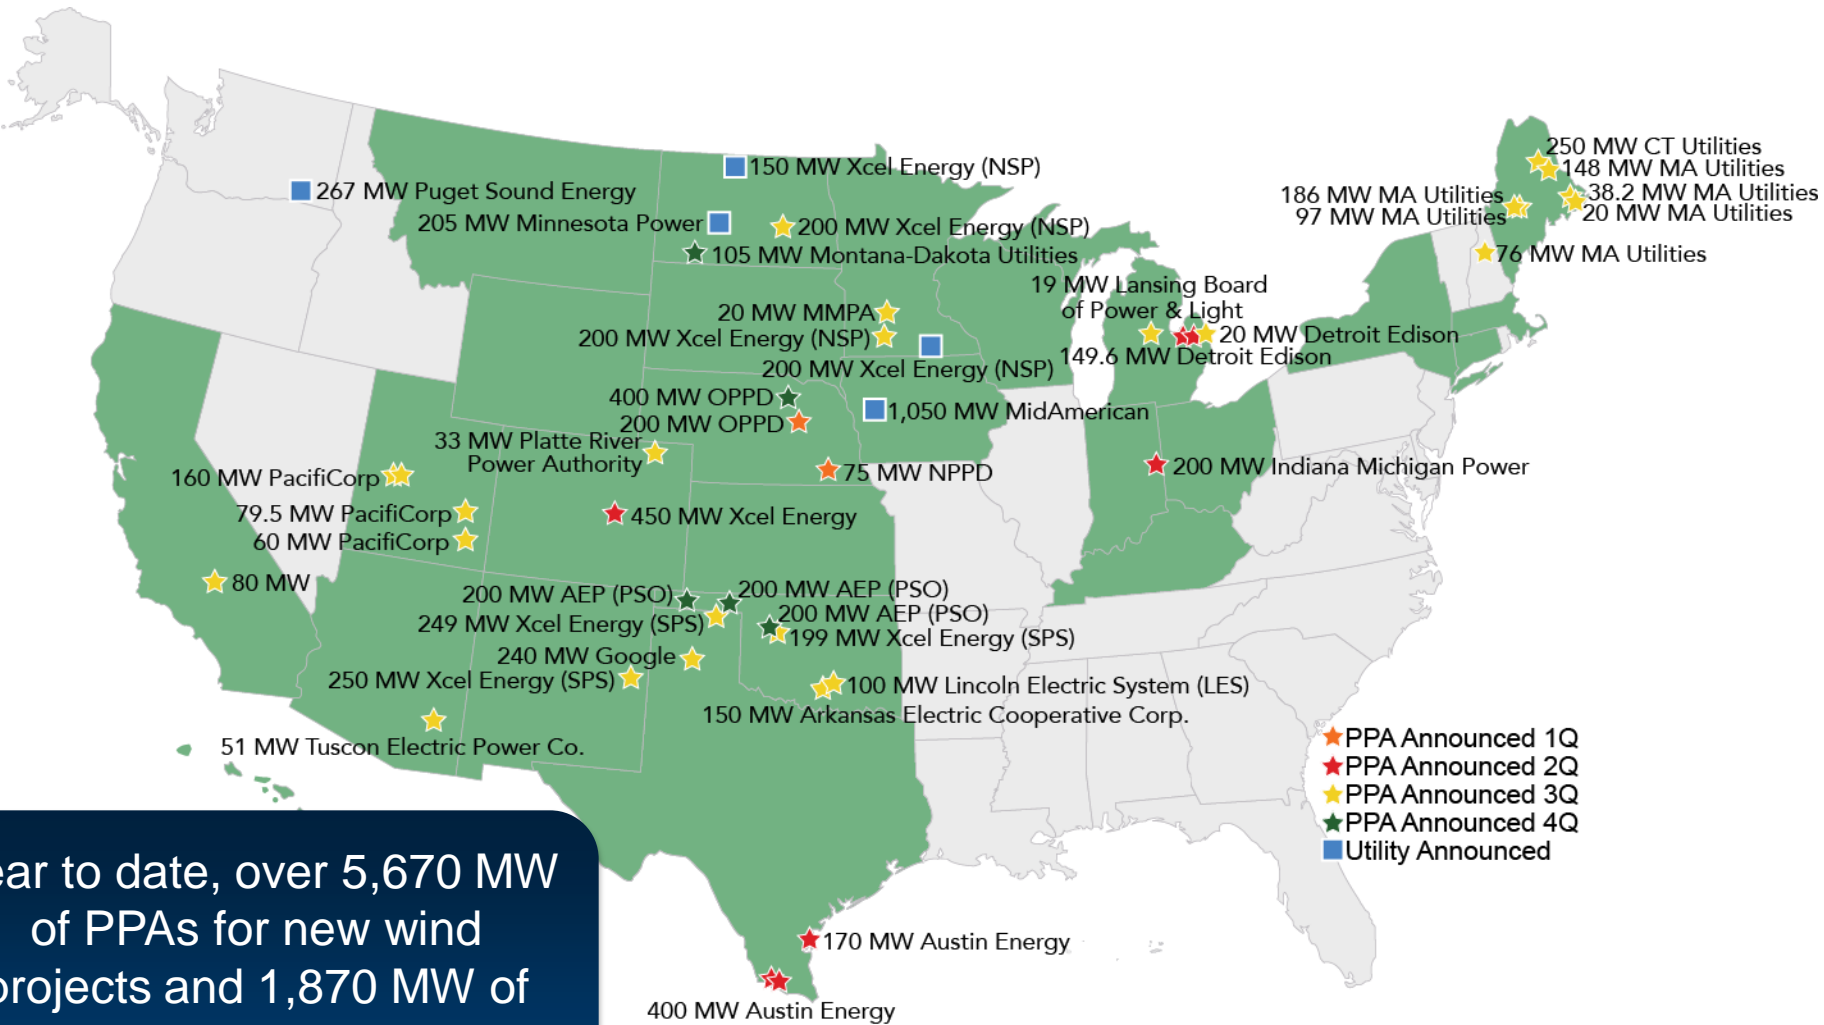 150 MW Xcel Energy (NSP)
267 MW Puget Sound Energy
205 MW Minnesota Power
200 MW Xcel Energy (NSP)
105 MW Montana-Dakota Utilities
250 MW CT Utilities
148 MW MA Utilities
186 MW MA Utilities
38.2 MW MA Utilities
97 MW MA Utilities
20 MW MA Utilities
76 MW MA Utilities
19 MW Lansing Board
of Power & Light
20 MW MMPA
200 MW Xcel Energy (NSP)
20 MW Detroit Edison
149.6 MW Detroit Edison
200 MW Xcel Energy (NSP)
400 MW OPPD
1,050 MW MidAmerican
200 MW OPPD
33 MW Platte River
Power Authority
75 MW NPPD
200 MW Indiana Michigan Power
160 MW PacifiCorp
79.5 MW PacifiCorp
450 MW Xcel Energy
60 MW PacifiCorp
80 MW
200 MW AEP (PSO)
200 MW AEP (PSO)
200 MW AEP (PSO)
249 MW Xcel Energy (SPS)
199 MW Xcel Energy (SPS)
240 MW Google
250 MW Xcel Energy (SPS)
100 MW Lincoln Electric System (LES)
150 MW Arkansas Electric Cooperative Corp.
51 MW Tuscon Electric Power Co.
PPA Announced 1Q
PPA Announced 2Q
PPA Announced 3Q
PPA Announced 4Q
Utility Announced
ear to date, over 5,670 MW
of PPAs for new wind
projects and 1,870 MW of
170 MW Austin Energy
400 MW Austin Energy